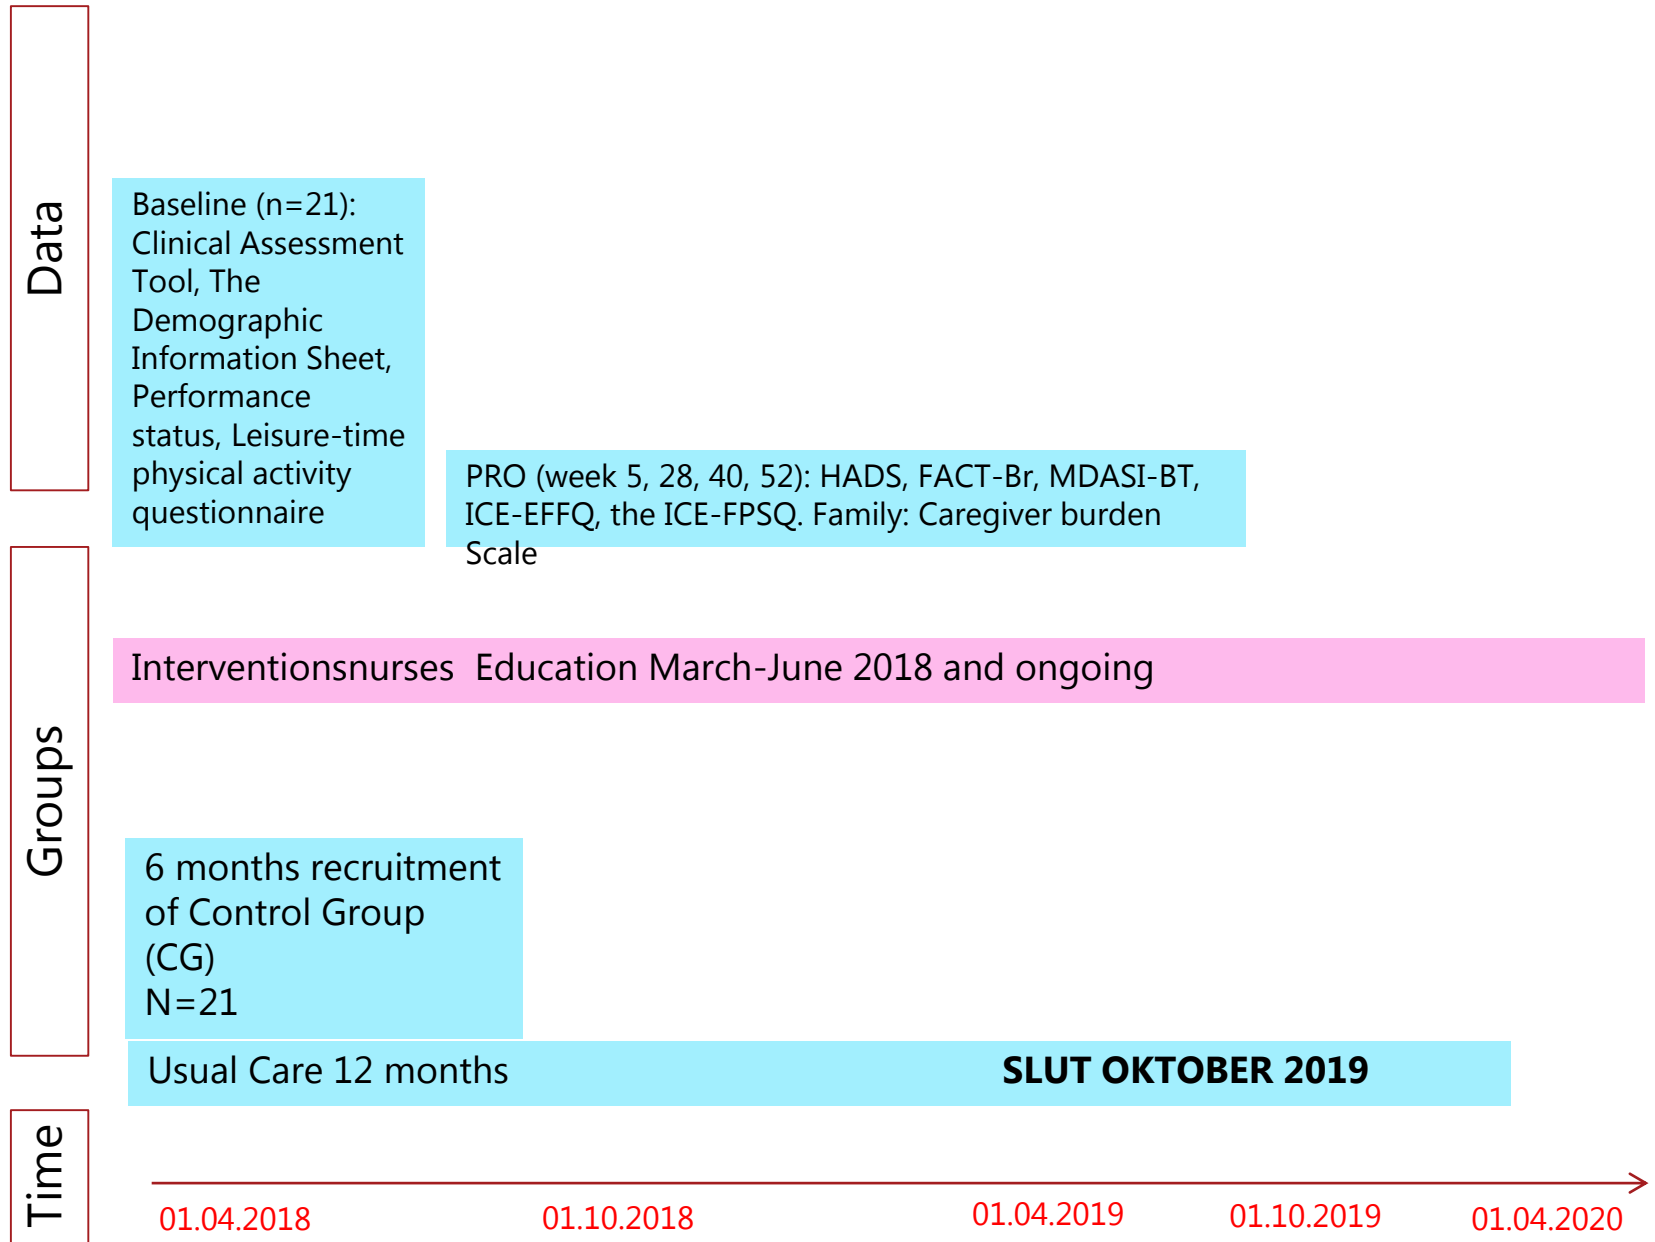 Data
Baseline (n=21):
Clinical Assessment
Tool, The
Demographic
Information Sheet,
Performance
status, Leisure-time
physical activity
questionnaire
PRO (week 5, 28, 40, 52): HADS, FACT-Br, MDASI-BT,
ICE-EFFQ, the ICE-FPSQ. Family: Caregiver burden
Scale
Groups
Interventionsnurses  Education March-June 2018 and ongoing
6 months recruitment
of Control Group
(CG)
N=21
Usual Care 12 months SLUT OKTOBER 2019
Time
01.04.2018 01.10.2018 01.04.2019 01.10.2019 01.04.2020